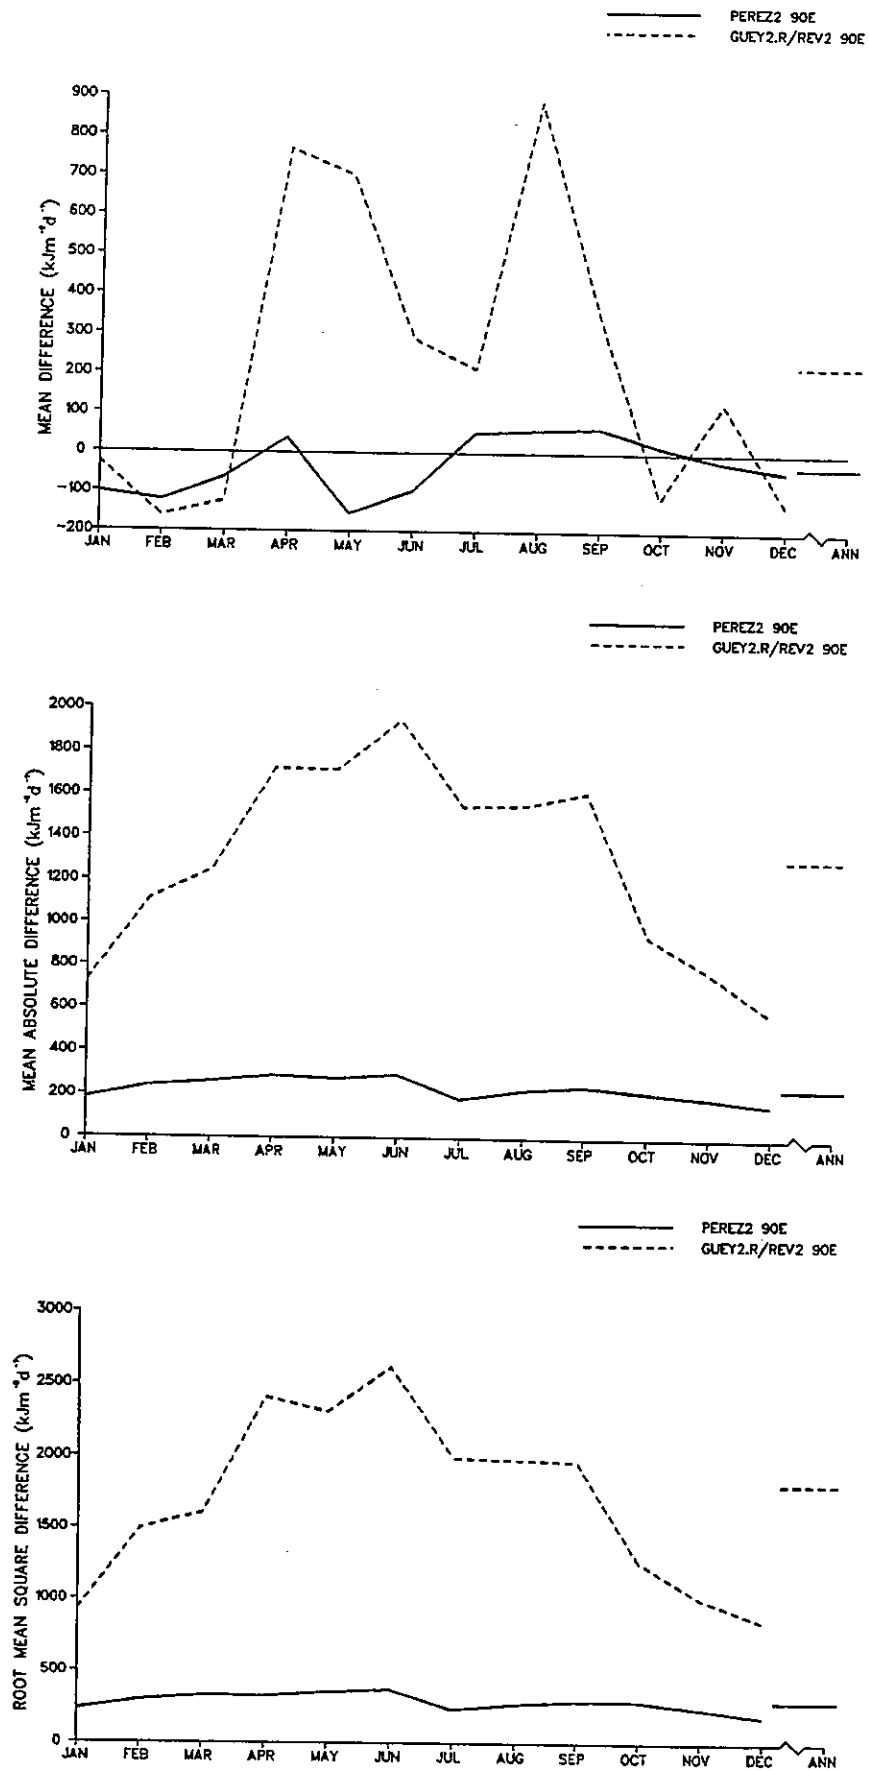 PEREZ2 90E
GUEY2.R/REV2 90E
900
800
700
600
500
400
300
200
100
0
-100
-200
MEAN DIFFERENCE (kJm⁻²d⁻¹)
JAN FEB MAR APR MAY JUN JUL AUG SEP OCT NOV DEC ANN
PEREZ2 90E
GUEY2.R/REV2 90E
2000
1800
1600
1400
1200
1000
800
600
400
200
0
MEAN ABSOLUTE DIFFERENCE (kJm⁻²d⁻¹)
JAN FEB MAR APR MAY JUN JUL AUG SEP OCT NOV DEC ANN
PEREZ2 90E
GUEY2.R/REV2 90E
3000
2500
2000
1500
1000
500
0
ROOT MEAN SQUARE DIFFERENCE (kJm⁻²d⁻¹)
JAN FEB MAR APR MAY JUN JUL AUG SEP OCT NOV DEC ANN